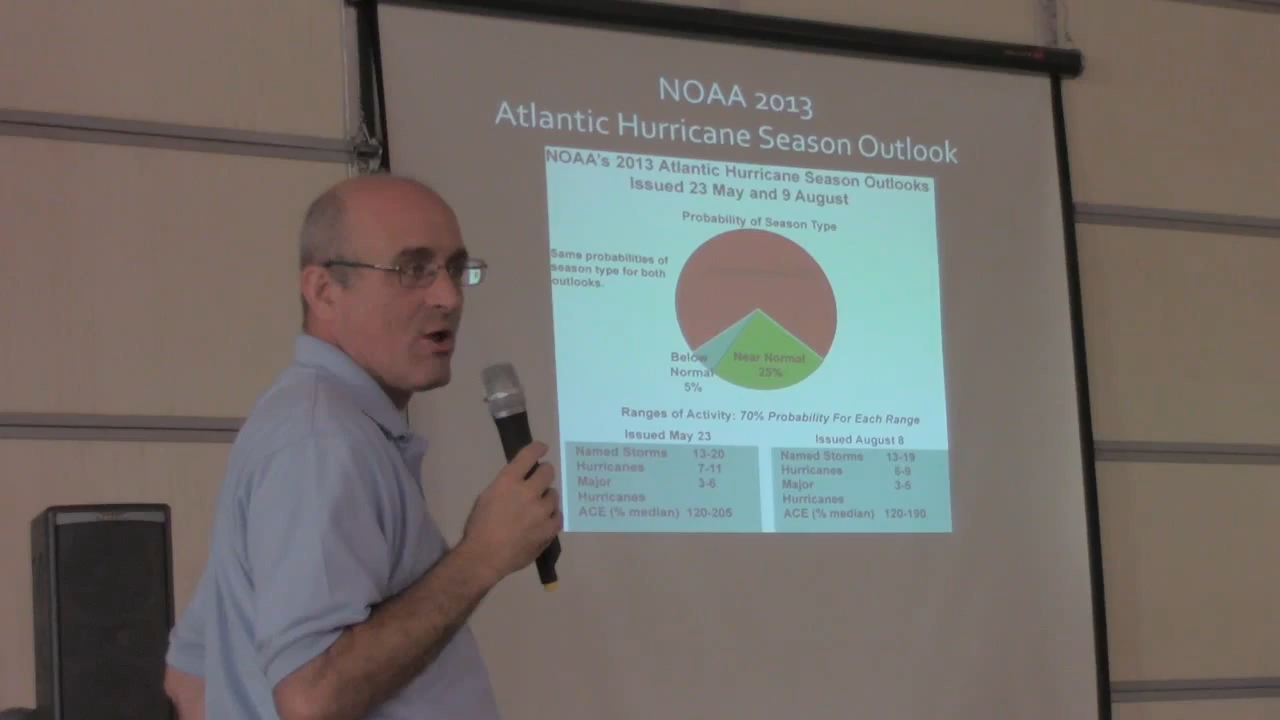 NOAA 2013
Atlantic Hurricane Season Outlook
NOAA's 2013 Atlantic Hurricane Season Outlooks
Issued 23 May and 9 August
Probability of Season Type
Same probabilities of
season type for both
outlooks.
Below
Normal
5%
Near Normal
25%
Ranges of Activity: 70% Probability For Each Range
Issued May 23
Named Storms 13-20
Hurricanes 7-11
Major 3-6
Hurricanes
ACE (% median) 120-205
Issued August 8
Named Storms 13-19
Hurricanes 6-9
Major 3-5
Hurricanes
ACE (% median) 120-190